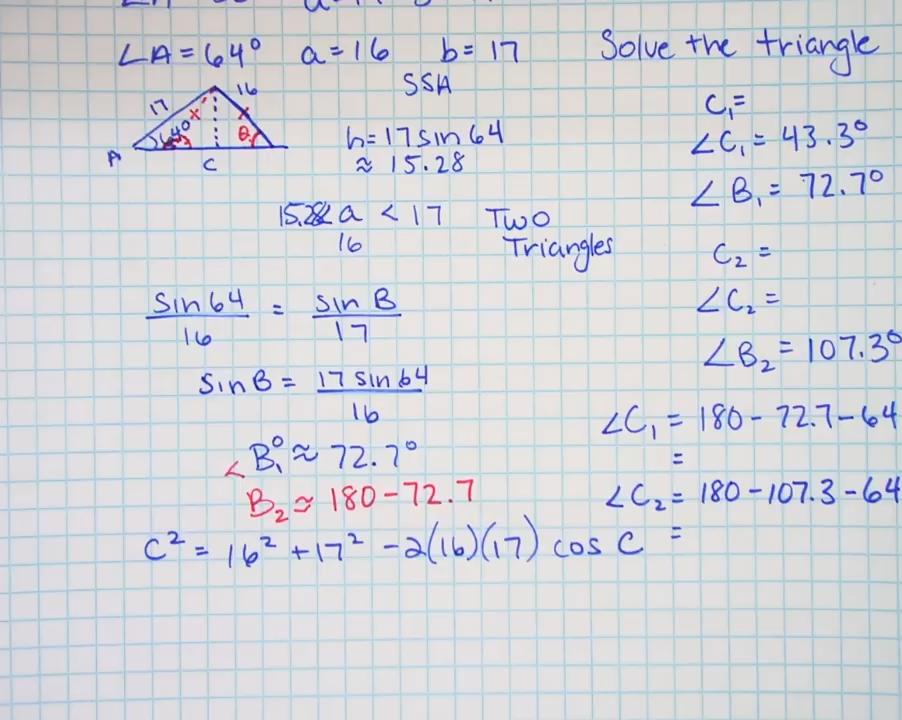 ∠A = 64° a = 16 b = 17 Solve the triangle
SSA
17 16
64° θ
A C
h = 17 sin 64
≈ 15.28
15.28 < a < 17 Two
16 Triangles
C₁ =
∠C₁ = 43.3°
∠B₁ = 72.7°
C₂ =
∠C₂ =
∠B₂ = 107.3°
sin 64 / 16 = sin B / 17
sin B = 17 sin 64 / 16
∠B₁° ≈ 72.7°
B₂ ≈ 180 - 72.7
∠C₁ = 180 - 72.7 - 64
=
∠C₂ = 180 - 107.3 - 64
=
C² = 16² + 17² - 2(16)(17) cos C